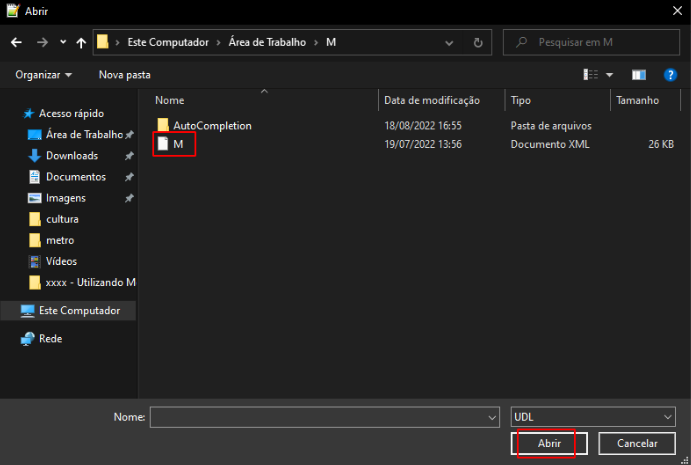 Abrir
Este Computador › Área de Trabalho › M
Pesquisar em M
Organizar
Nova pasta
Nome
Data de modificação
Tipo
Tamanho
AutoCompletion
18/08/2022 16:55
Pasta de arquivos
M
19/07/2022 13:56
Documento XML
26 KB
Acesso rápido
Área de Trabalho
Downloads
Documentos
Imagens
cultura
metro
Vídeos
xxxx - Utilizando M
Este Computador
Rede
Nome:
UDL
Abrir
Cancelar